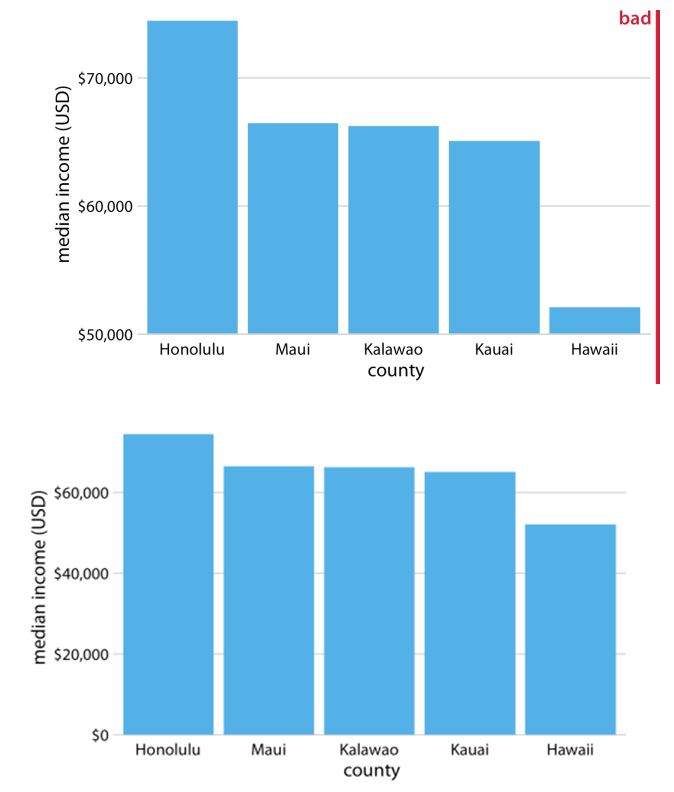 bad
median income (USD)
$70,000
$60,000
$50,000
Honolulu Maui Kalawao Kauai Hawaii
county
median income (USD)
$60,000
$40,000
$20,000
$0
Honolulu Maui Kalawao Kauai Hawaii
county